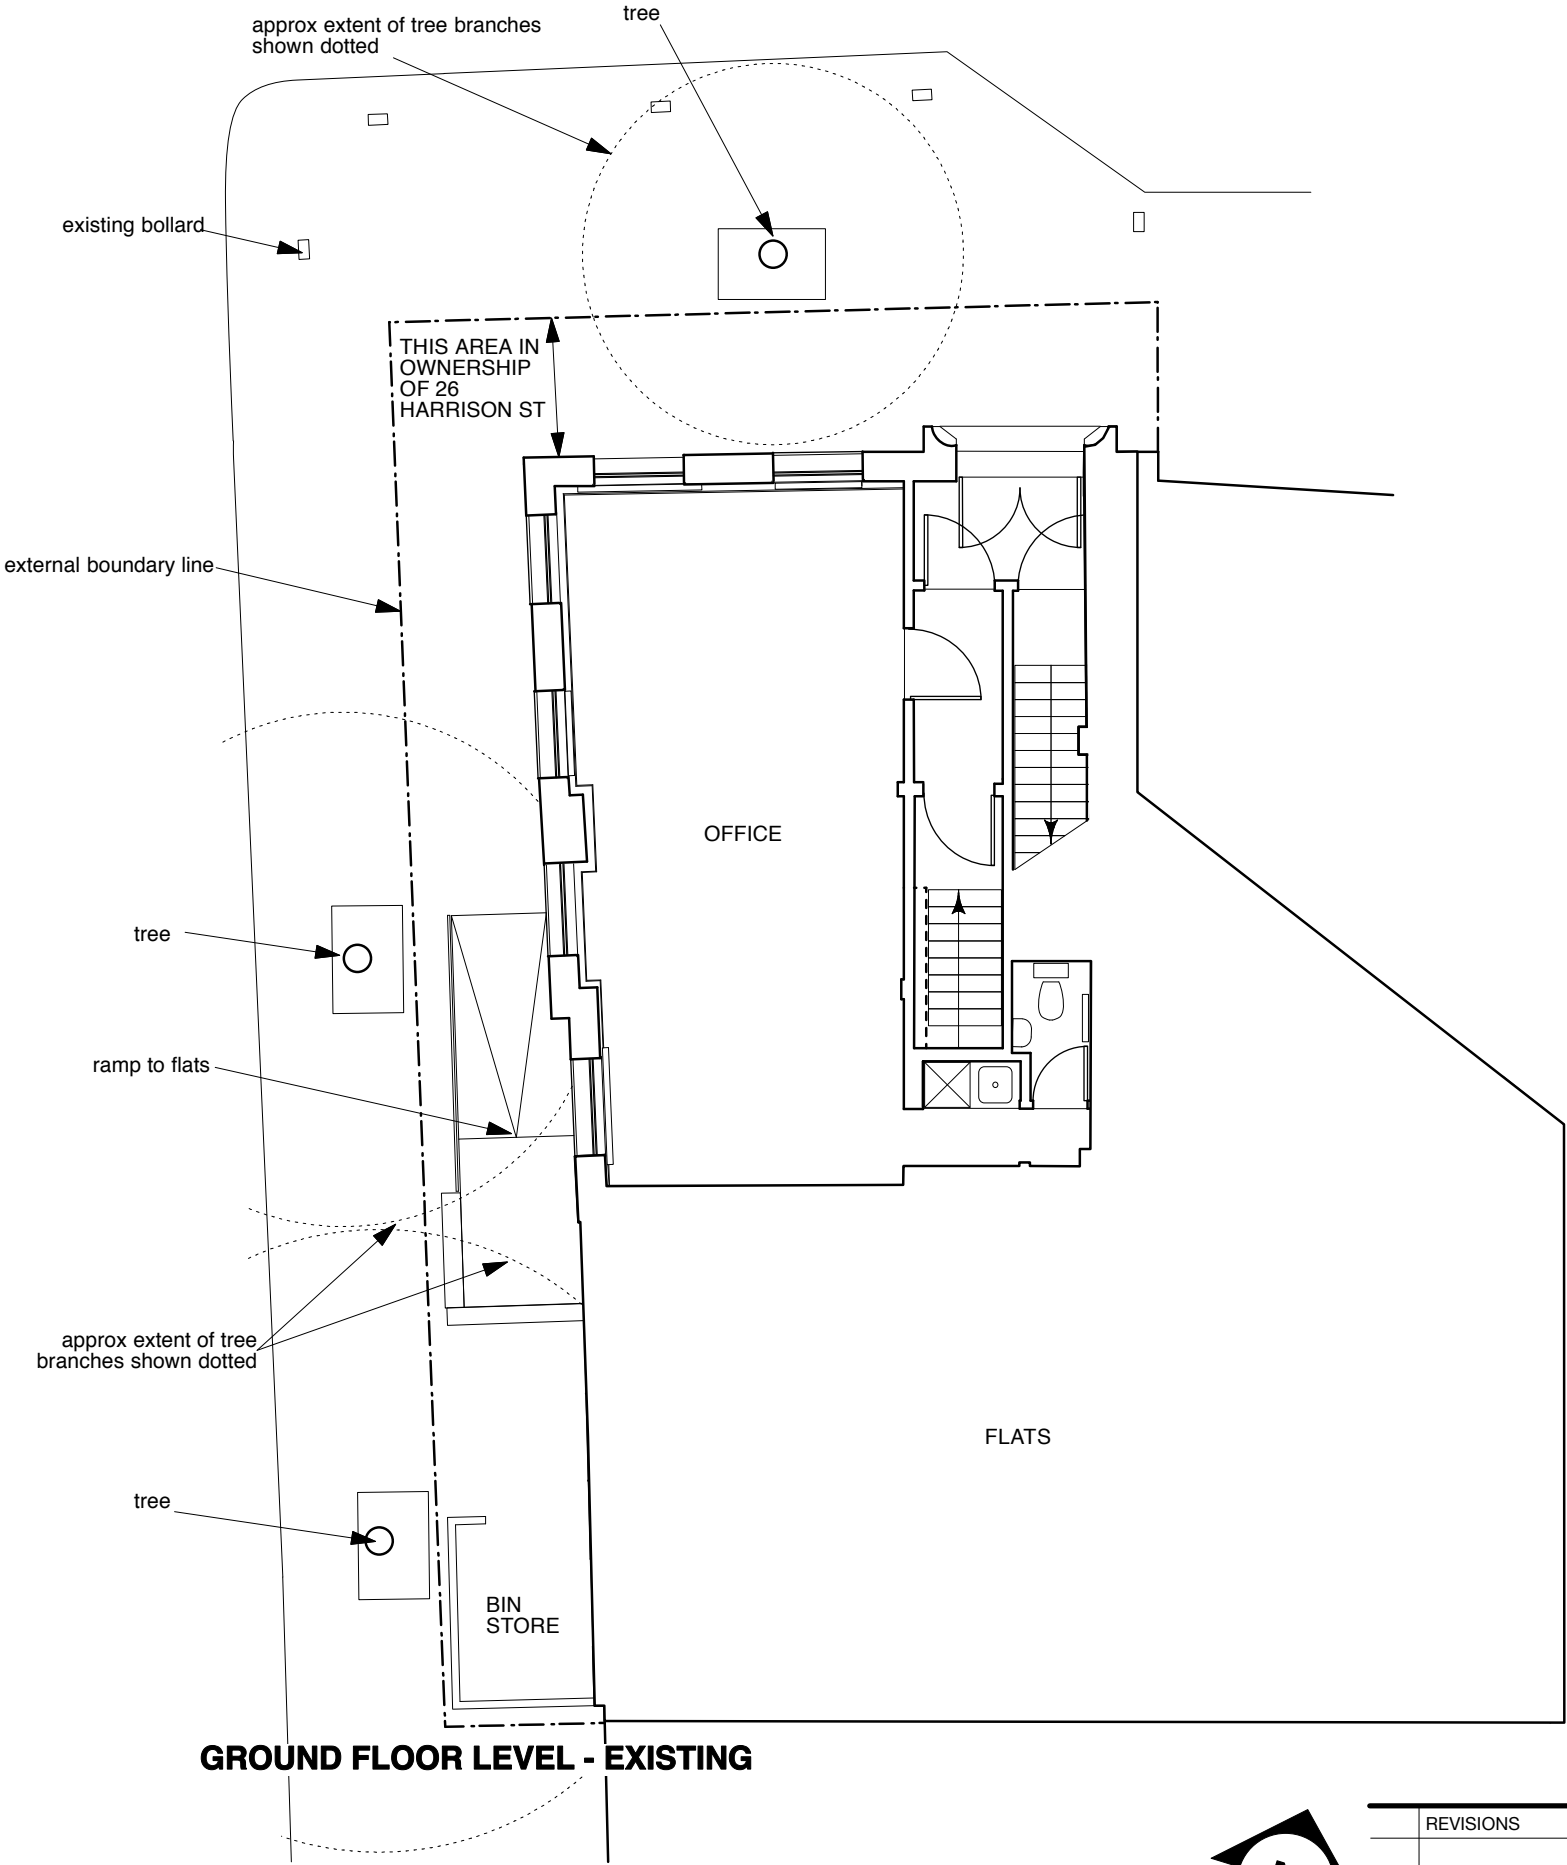 tree
approx extent of tree branches
shown dotted
existing bollard
THIS AREA IN
OWNERSHIP
OF 26
HARRISON ST
external boundary line
OFFICE
tree
ramp to flats
approx extent of tree
branches shown dotted
FLATS
tree
BIN
STORE
GROUND FLOOR LEVEL - EXISTING
REVISIONS